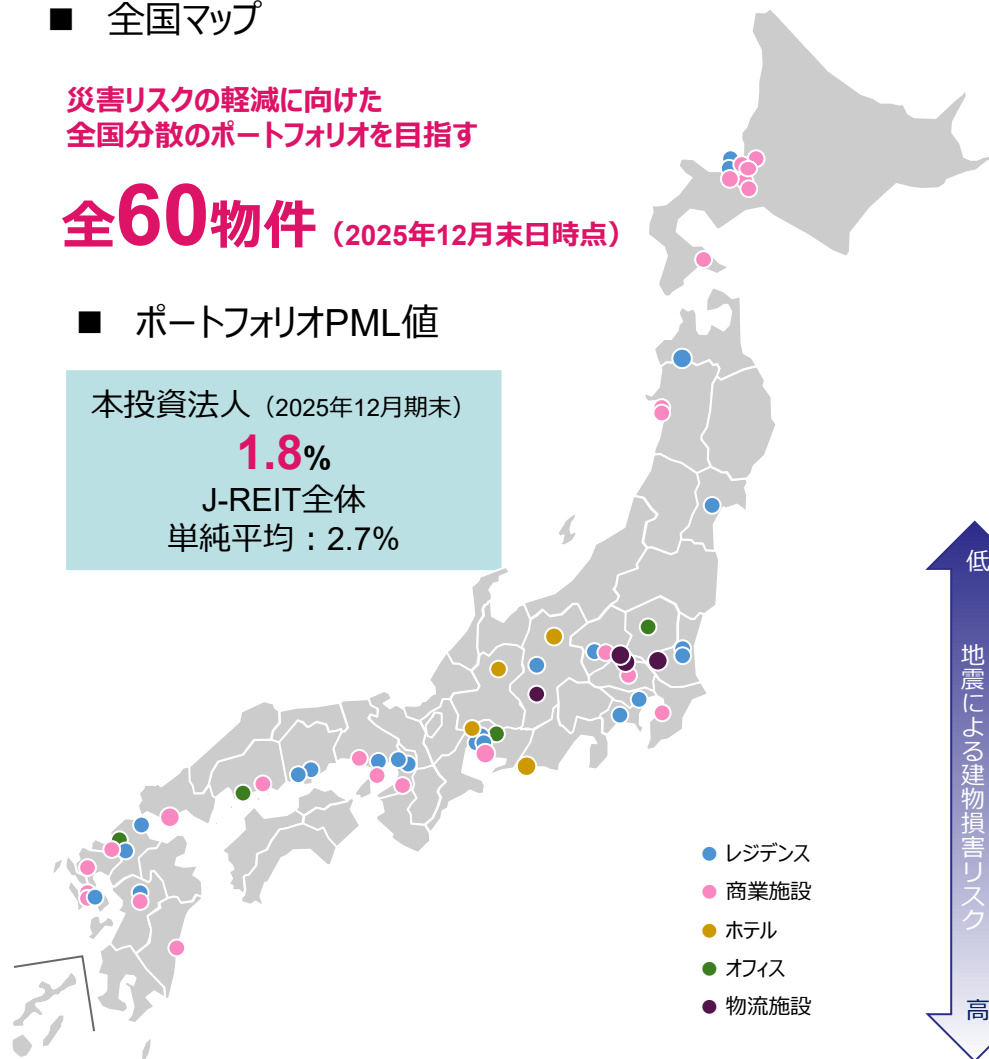 ■ 全国マップ
災害リスクの軽減に向けた
全国分散のポートフォリオを目指す
全60物件（2025年12月末日時点）
■ ポートフォリオPML値
本投資法人（2025年12月期末）
1.8%
J-REIT全体
単純平均：2.7%
低
地震による建物損害リスク
高
レジデンス
商業施設
ホテル
オフィス
物流施設